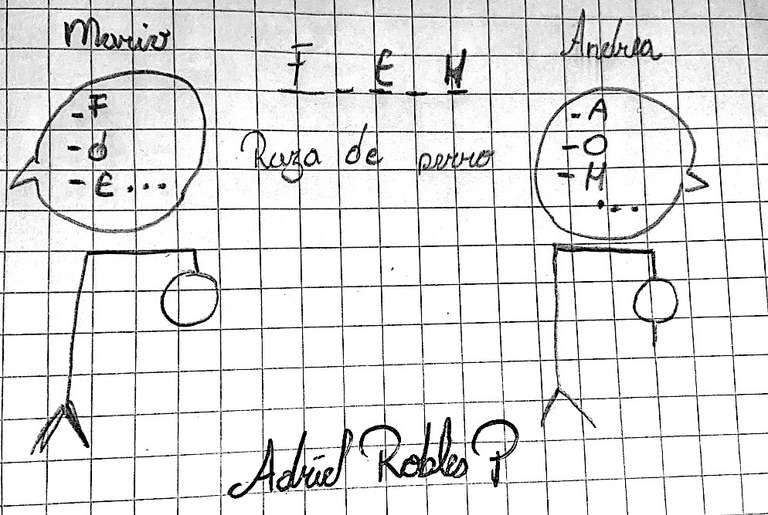 Mario
F _ E _ H
Andrea
- F
- d
- E ...
Raza de perro
- A
- O
- H
...
Adriel Robles P